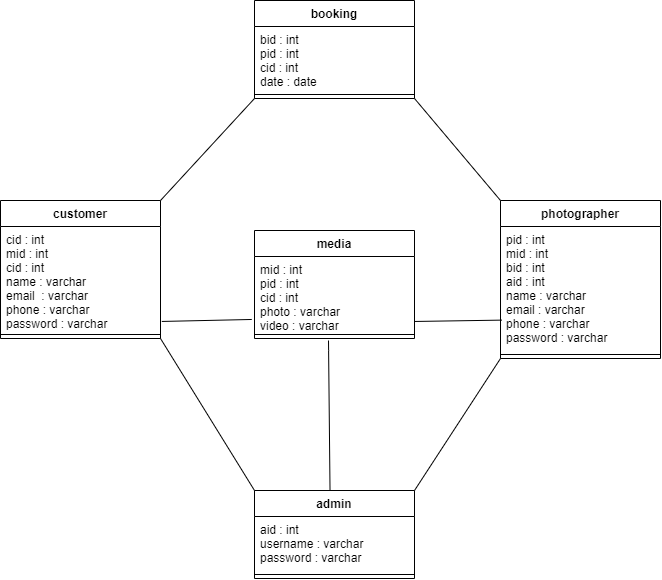 booking
bid : int
pid : int
cid : int
date : date
customer
cid : int
mid : int
cid : int
name : varchar
email  : varchar
phone : varchar
password : varchar
media
mid : int
pid : int
cid : int
photo : varchar
video : varchar
photographer
pid : int
mid : int
bid : int
aid : int
name : varchar
email : varchar
phone : varchar
password : varchar
admin
aid : int
username : varchar
password : varchar